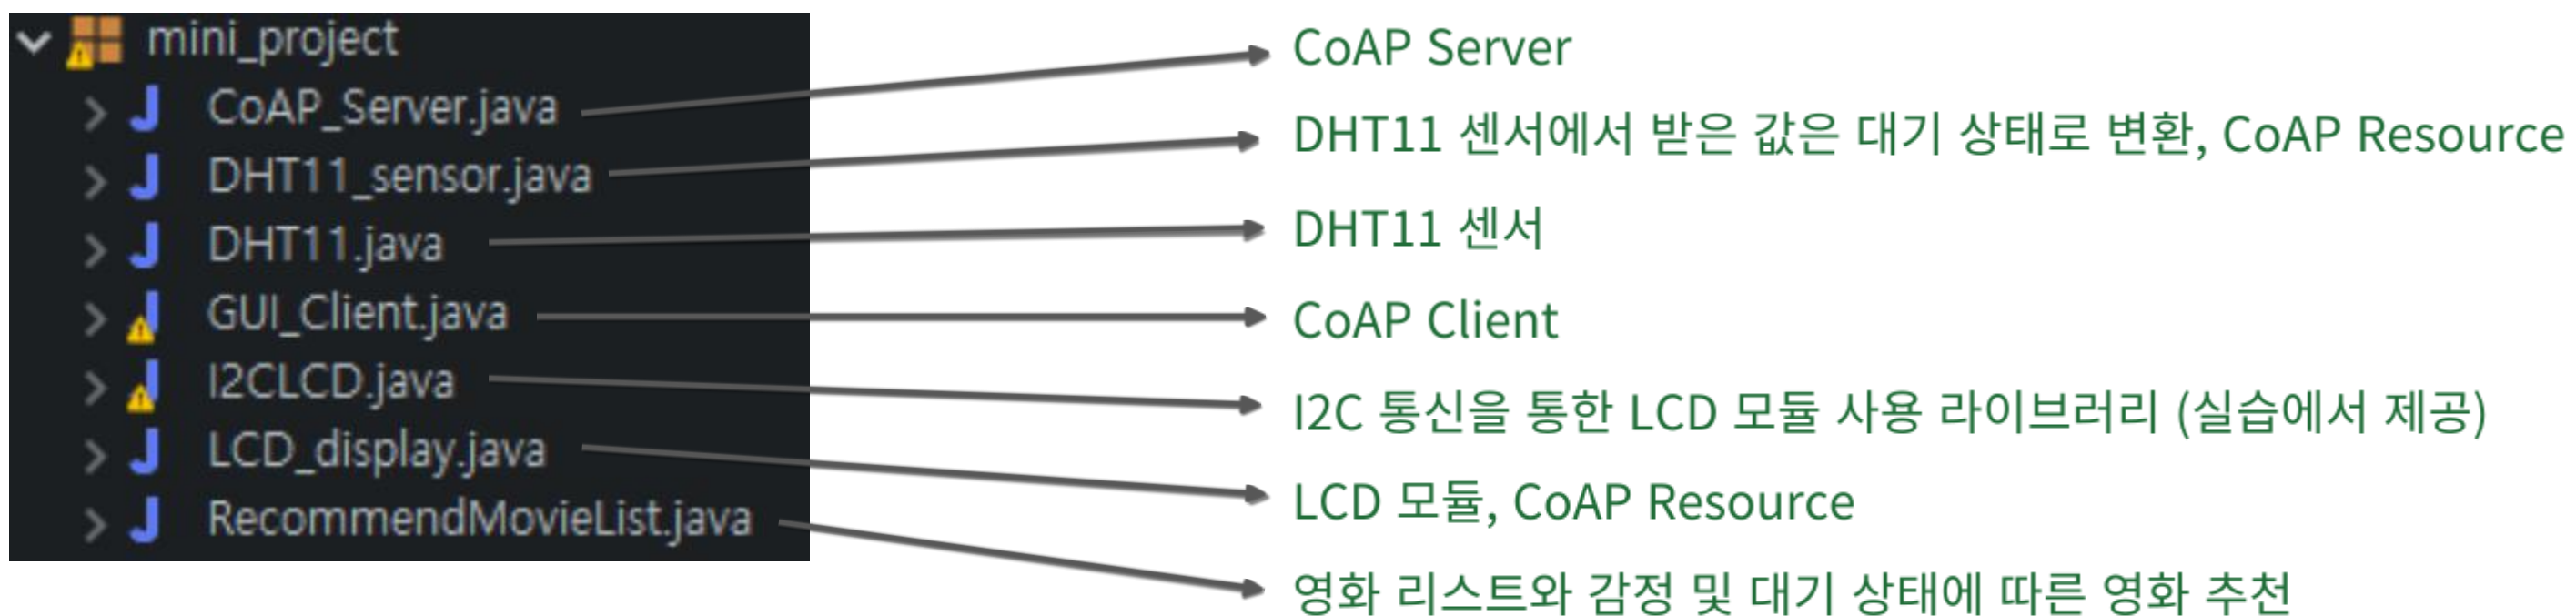 mini_project
CoAP_Server.java
CoAP Server
DHT11_sensor.java
DHT11 센서에서 받은 값은 대기 상태로 변환, CoAP Resource
DHT11.java
DHT11 센서
GUI_Client.java
CoAP Client
I2CLCD.java
I2C 통신을 통한 LCD 모듈 사용 라이브러리 (실습에서 제공)
LCD_display.java
LCD 모듈, CoAP Resource
RecommendMovieList.java
영화 리스트와 감정 및 대기 상태에 따른 영화 추천